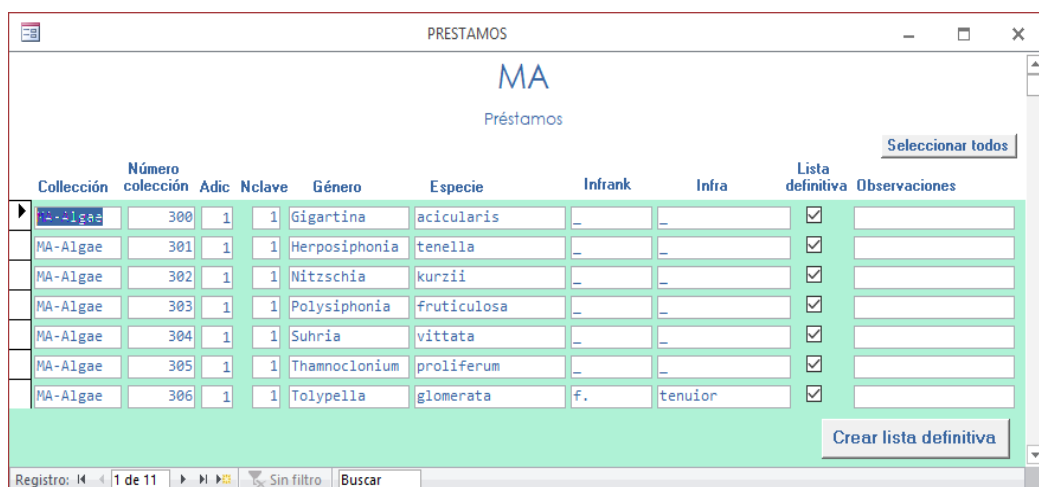 PRESTAMOS
MA
Préstamos
Seleccionar todos
Collección Número colección Adic Nclave Género Especie Infrank Infra Lista definitiva Observaciones
MA-Algae 300 1 1 Gigartina acicularis _ _
MA-Algae 301 1 1 Herposiphonia tenella _ _
MA-Algae 302 1 1 Nitzschia kurzii _ _
MA-Algae 303 1 1 Polysiphonia fruticulosa _ _
MA-Algae 304 1 1 Suhria vittata _ _
MA-Algae 305 1 1 Thamnoclonium proliferum _ _
MA-Algae 306 1 1 Tolypella glomerata f. tenuior
Crear lista definitiva
Registro: 1 de 11 Sin filtro Buscar